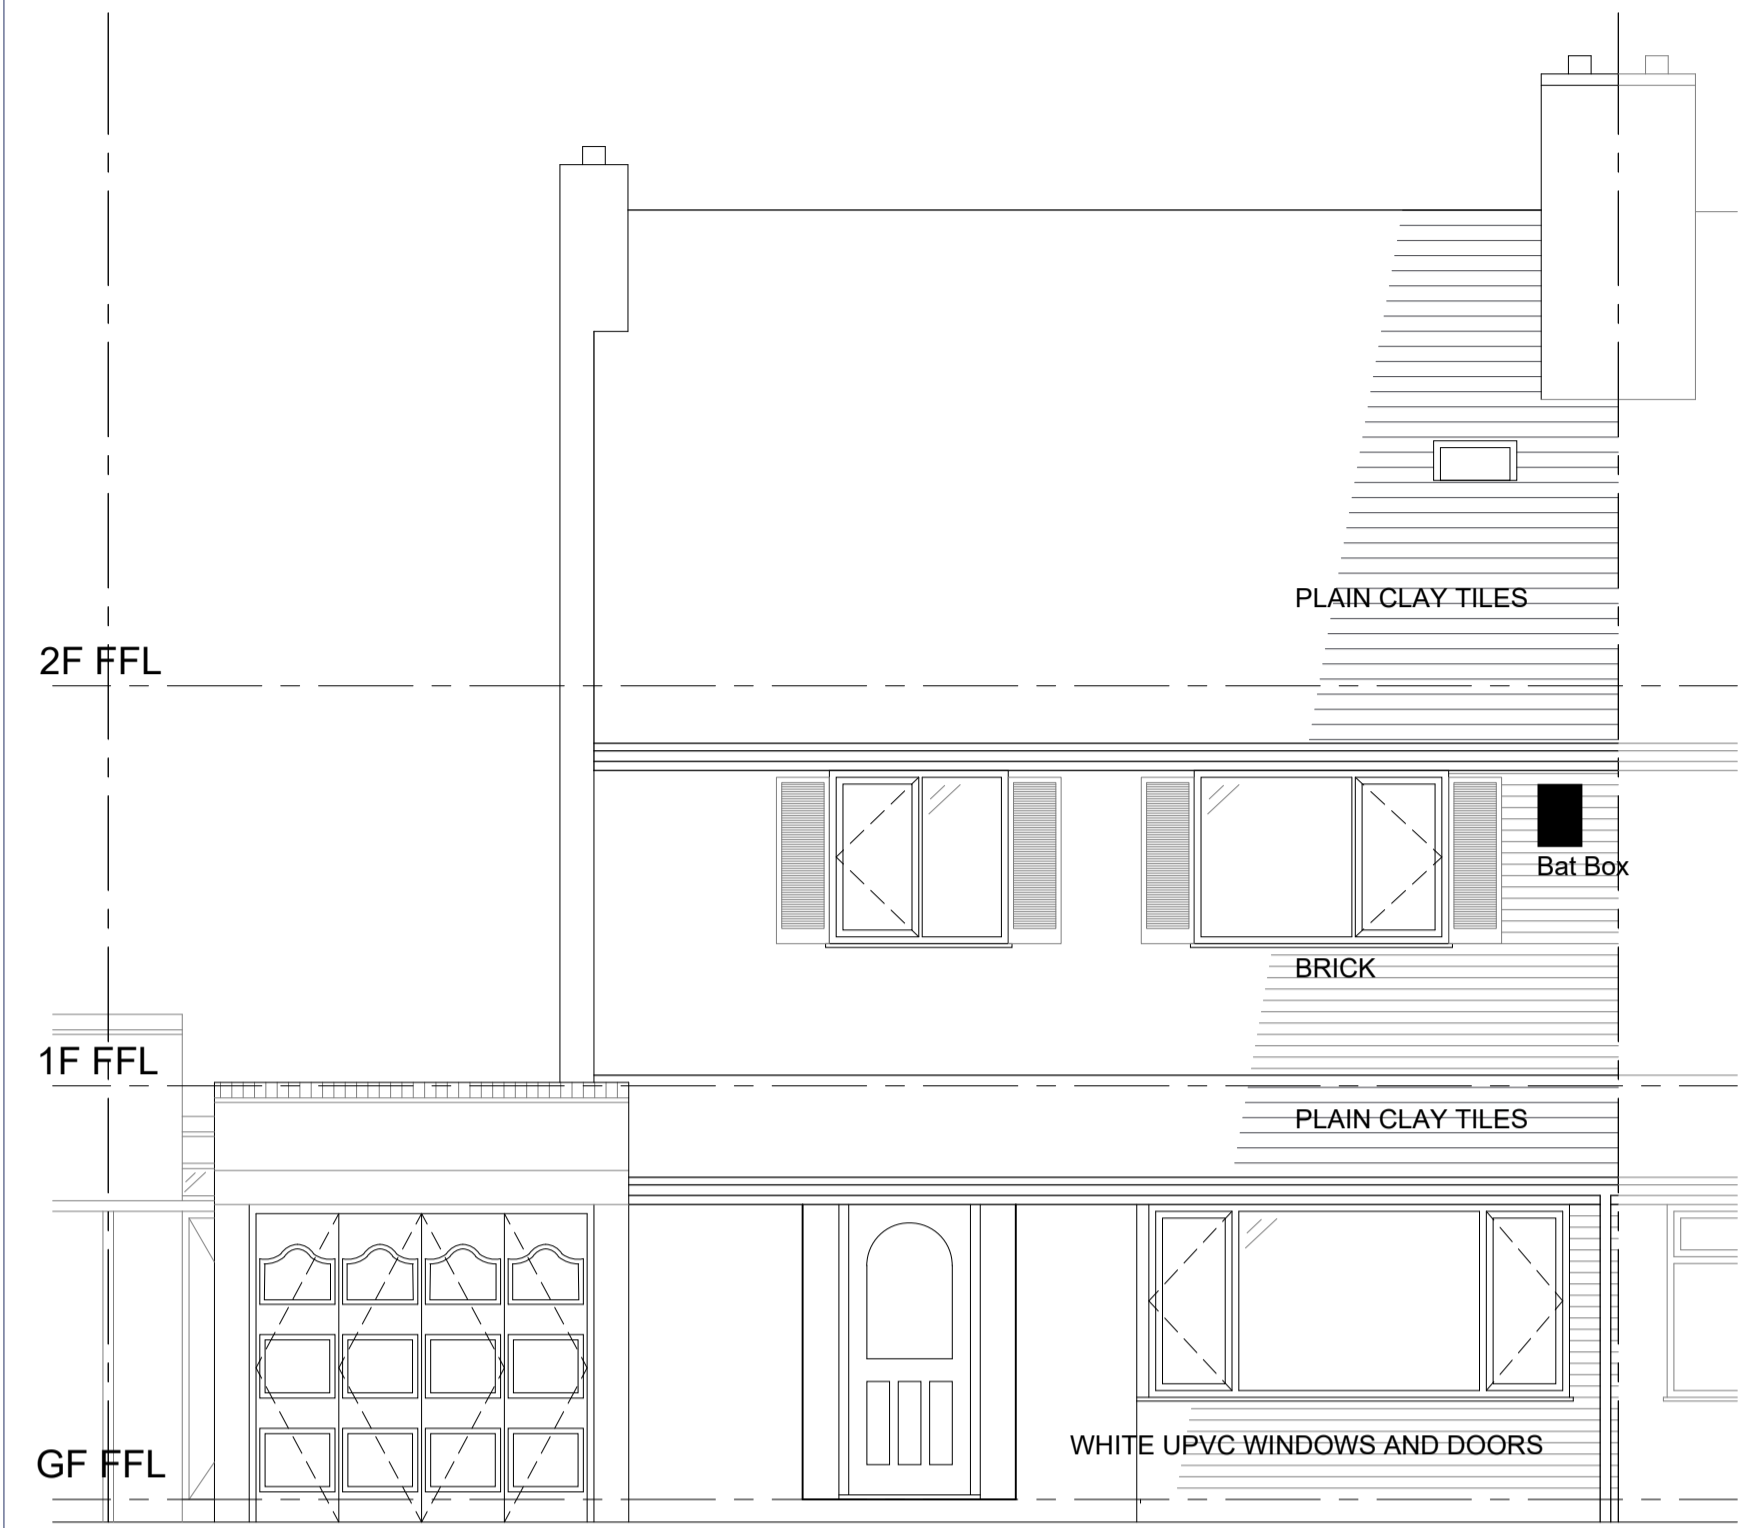 PLAIN CLAY TILES
2F FFL
Bat Box
BRICK
1F FFL
PLAIN CLAY TILES
WHITE UPVC WINDOWS AND DOORS
GF FFL